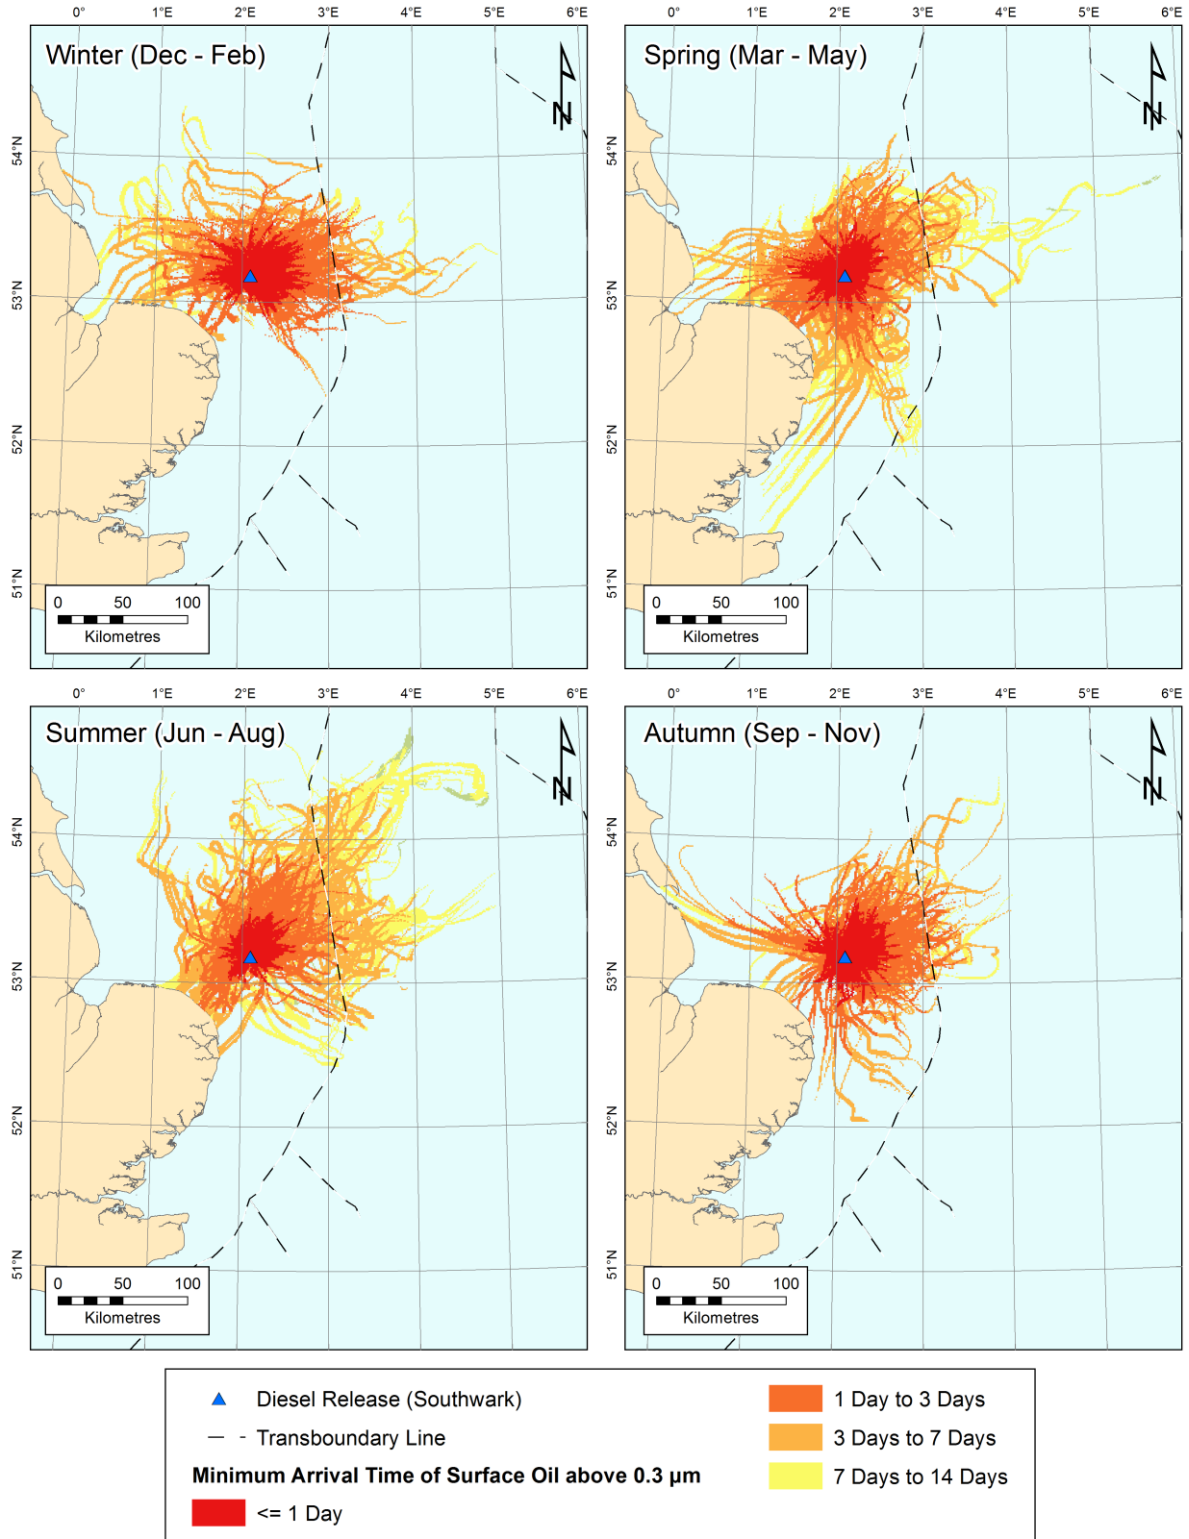 0° 1°E 2°E 3°E 4°E 5°E 6°E
0° 1°E 2°E 3°E 4°E 5°E 6°E
Winter (Dec - Feb)
N
54°N
53°N
52°N
51°N
0 50 100
Kilometres
Spring (Mar - May)
N
54°N
53°N
52°N
51°N
0 50 100
Kilometres
0° 1°E 2°E 3°E 4°E 5°E 6°E
0° 1°E 2°E 3°E 4°E 5°E 6°E
Summer (Jun - Aug)
N
54°N
53°N
52°N
51°N
0 50 100
Kilometres
Autumn (Sep - Nov)
N
54°N
53°N
52°N
51°N
0 50 100
Kilometres
Diesel Release (Southwark)
Transboundary Line
Minimum Arrival Time of Surface Oil above 0.3 µm
<= 1 Day
1 Day to 3 Days
3 Days to 7 Days
7 Days to 14 Days